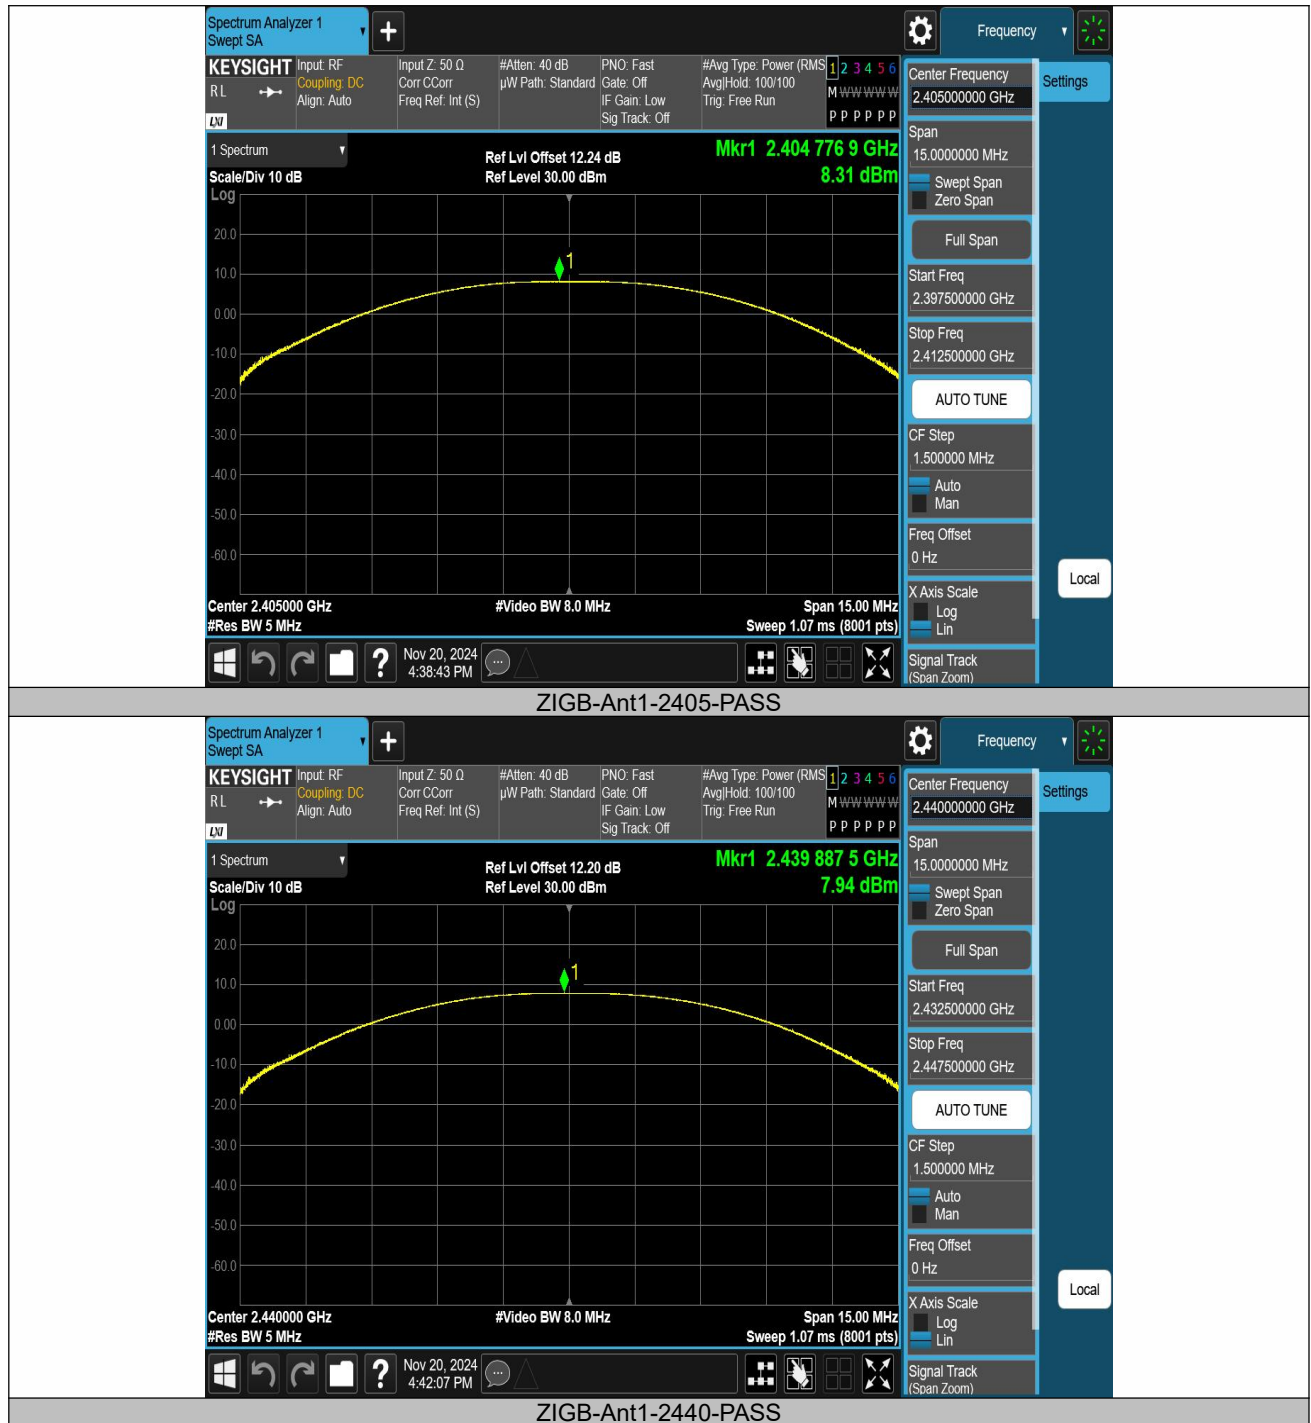 Spectrum Analyzer 1
Swept SA
Frequency
KEYSIGHT
RL
LXI
Input: RF
Coupling: DC
Align: Auto
Input Z: 50 Ω
Corr CCorr
Freq Ref: Int (S)
#Atten: 40 dB
µW Path: Standard
PNO: Fast
Gate: Off
IF Gain: Low
Sig Track: Off
#Avg Type: Power (RMS
Avg|Hold: 100/100
Trig: Free Run
1 2 3 4 5 6
M W W W W W
P P P P P P
1 Spectrum
Scale/Div 10 dB
Log
Ref Lvl Offset 12.24 dB
Ref Level 30.00 dBm
Mkr1 2.404 776 9 GHz
8.31 dBm
1
20.0
10.0
0.00
-10.0
-20.0
-30.0
-40.0
-50.0
-60.0
Center 2.405000 GHz
#Video BW 8.0 MHz
Span 15.00 MHz
#Res BW 5 MHz
Sweep 1.07 ms (8001 pts)
?
Nov 20, 2024
4:38:43 PM
Center Frequency
2.405000000 GHz
Settings
Span
15.0000000 MHz
Swept Span
Zero Span
Full Span
Start Freq
2.397500000 GHz
Stop Freq
2.412500000 GHz
AUTO TUNE
CF Step
1.500000 MHz
Auto
Man
Freq Offset
0 Hz
Local
X Axis Scale
Log
Lin
Signal Track
(Span Zoom)
ZIGB-Ant1-2405-PASS
Spectrum Analyzer 1
Swept SA
Frequency
KEYSIGHT
RL
LXI
Input: RF
Coupling: DC
Align: Auto
Input Z: 50 Ω
Corr CCorr
Freq Ref: Int (S)
#Atten: 40 dB
µW Path: Standard
PNO: Fast
Gate: Off
IF Gain: Low
Sig Track: Off
#Avg Type: Power (RMS
Avg|Hold: 100/100
Trig: Free Run
1 2 3 4 5 6
M W W W W W
P P P P P P
1 Spectrum
Scale/Div 10 dB
Log
Ref Lvl Offset 12.20 dB
Ref Level 30.00 dBm
Mkr1 2.439 887 5 GHz
7.94 dBm
1
20.0
10.0
0.00
-10.0
-20.0
-30.0
-40.0
-50.0
-60.0
Center 2.440000 GHz
#Video BW 8.0 MHz
Span 15.00 MHz
#Res BW 5 MHz
Sweep 1.07 ms (8001 pts)
?
Nov 20, 2024
4:42:07 PM
Center Frequency
2.440000000 GHz
Settings
Span
15.0000000 MHz
Swept Span
Zero Span
Full Span
Start Freq
2.432500000 GHz
Stop Freq
2.447500000 GHz
AUTO TUNE
CF Step
1.500000 MHz
Auto
Man
Freq Offset
0 Hz
Local
X Axis Scale
Log
Lin
Signal Track
(Span Zoom)
ZIGB-Ant1-2440-PASS